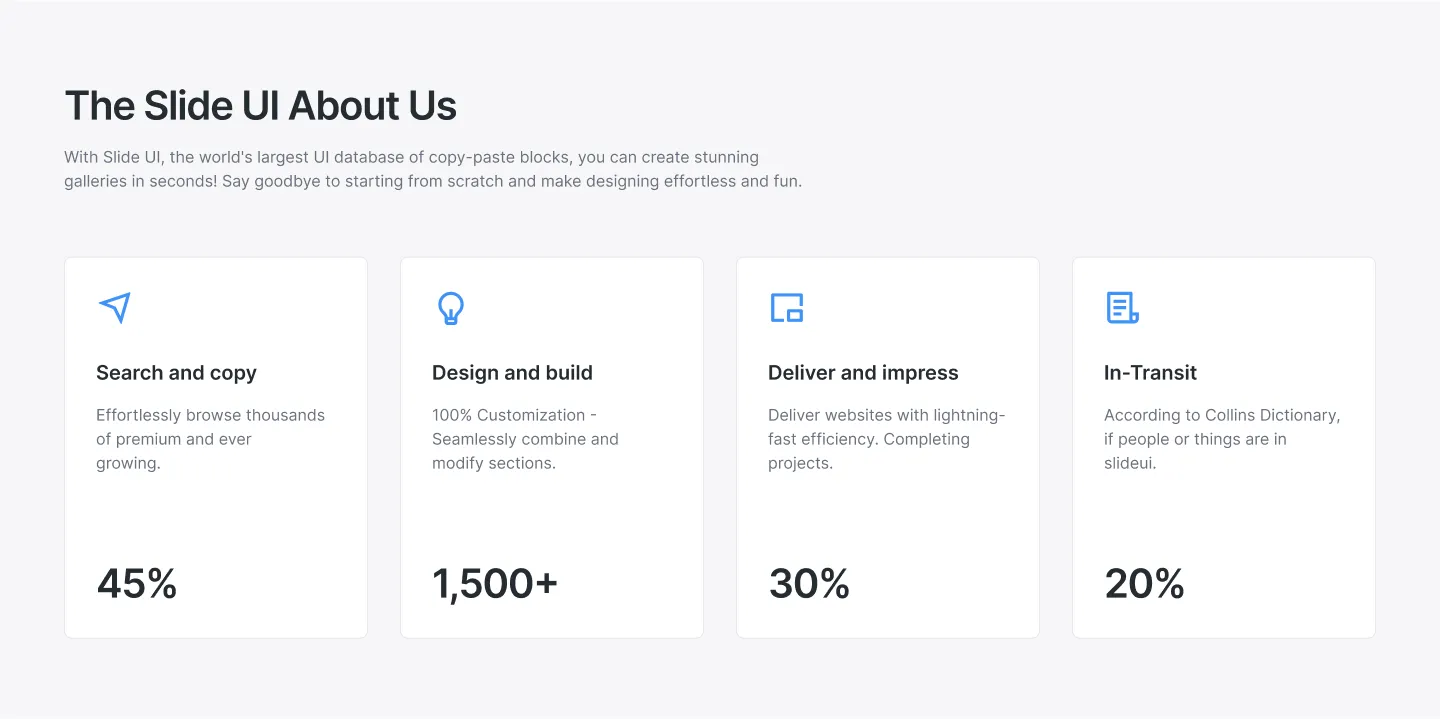 The Slide UI About Us
With Slide UI, the world's largest UI database of copy-paste blocks, you can create stunning
galleries in seconds! Say goodbye to starting from scratch and make designing effortless and fun.
Search and copy
Effortlessly browse thousands
of premium and ever
growing.
45%
Design and build
100% Customization -
Seamlessly combine and
modify sections.
1,500+
Deliver and impress
Deliver websites with lightning-
fast efficiency. Completing
projects.
30%
In-Transit
According to Collins Dictionary,
if people or things are in
slideui.
20%